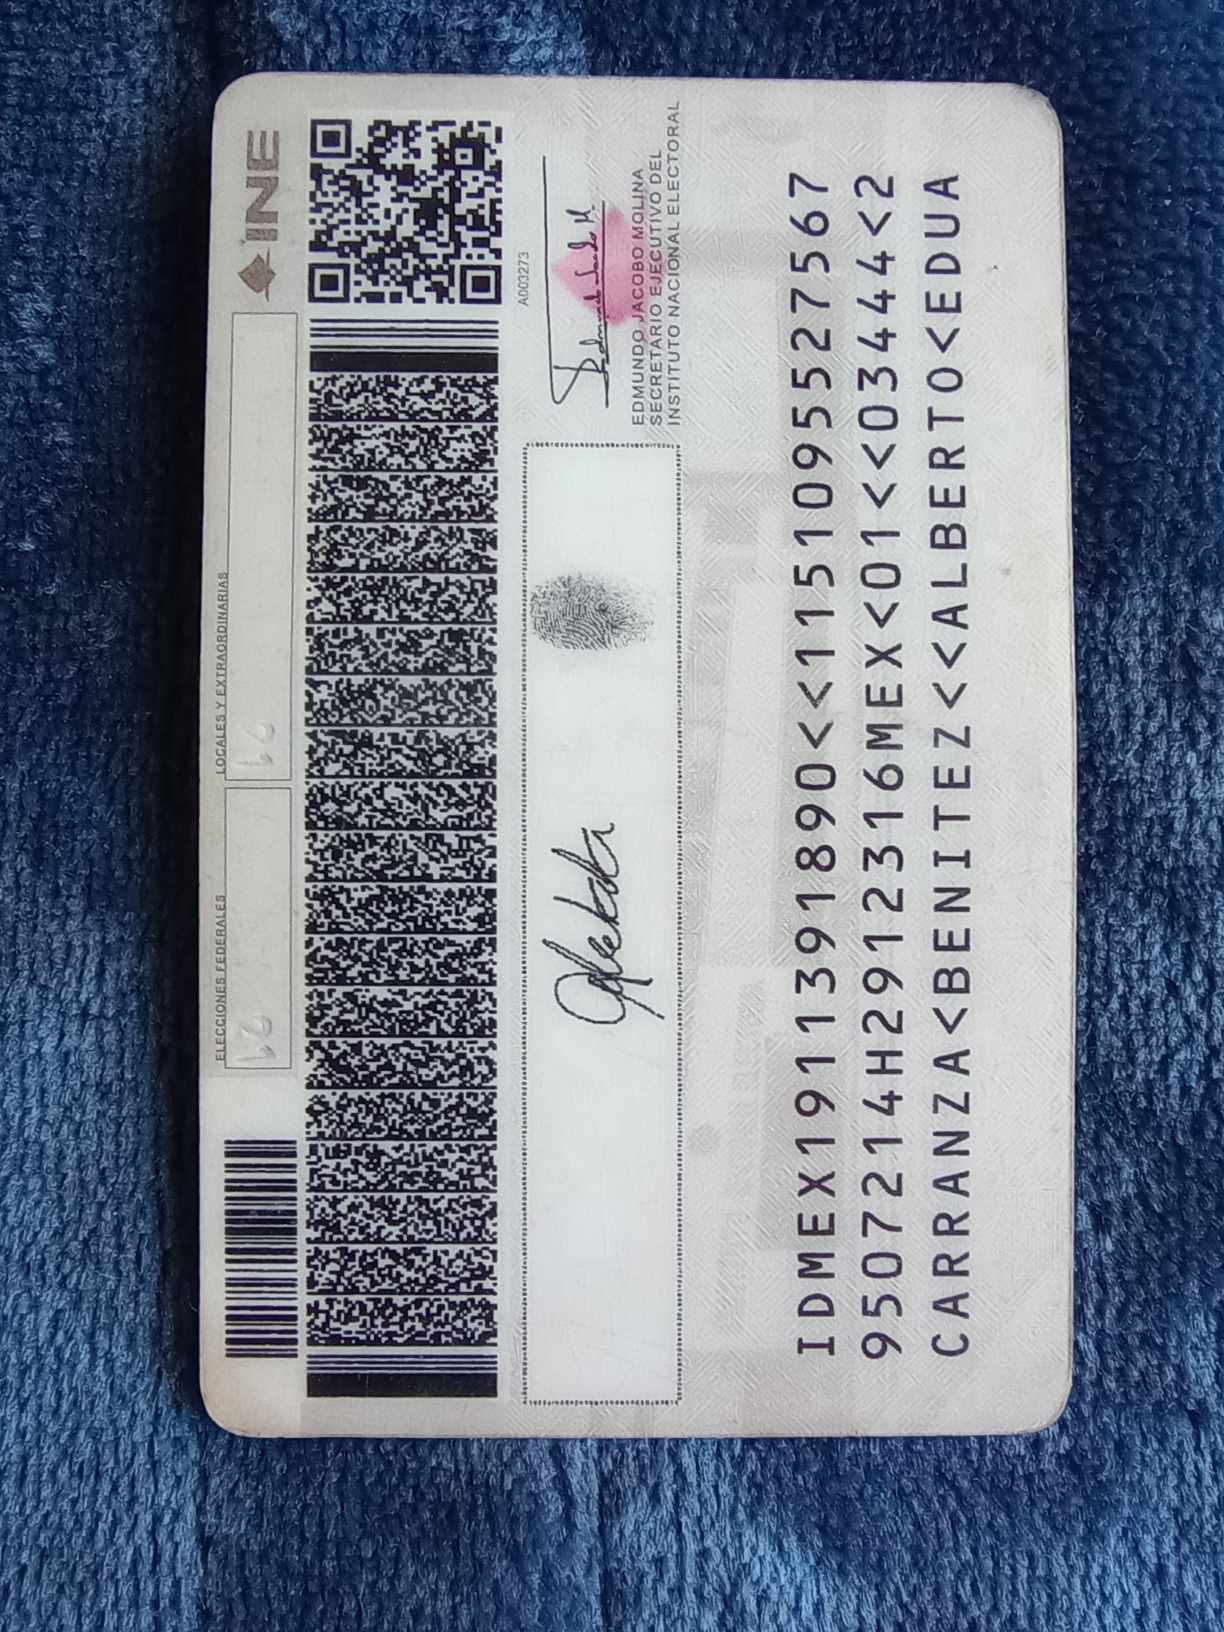 INE
ELECCIONES FEDERALES
LOCALES Y EXTRAORDINARIAS
21
A003273
EDMUNDO JACOBO MOLINA
SECRETARIO EJECUTIVO DEL
INSTITUTO NACIONAL ELECTORAL
IDMEX1911391890<<1151095527567
9507214H2912316MEX<01<<03444<2
CARRANZA<BENITEZ<<ALBERTO<EDUA